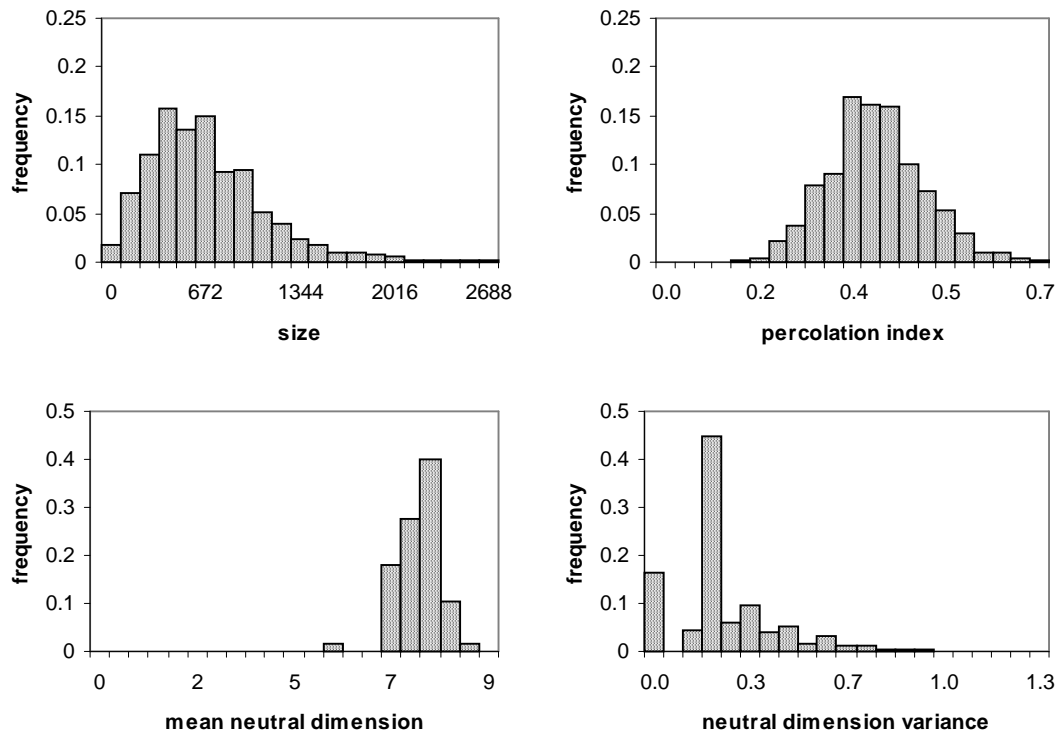 0.25
0.2
0.15
0.1
0.05
0
frequency
0 672 1344 2016 2688
size
0.25
0.2
0.15
0.1
0.05
0
frequency
0.0 0.2 0.4 0.5 0.7
percolation index
0.5
0.4
0.3
0.2
0.1
0
frequency
0 2 5 7 9
mean neutral dimension
0.5
0.4
0.3
0.2
0.1
0
frequency
0.0 0.3 0.7 1.0 1.3
neutral dimension variance